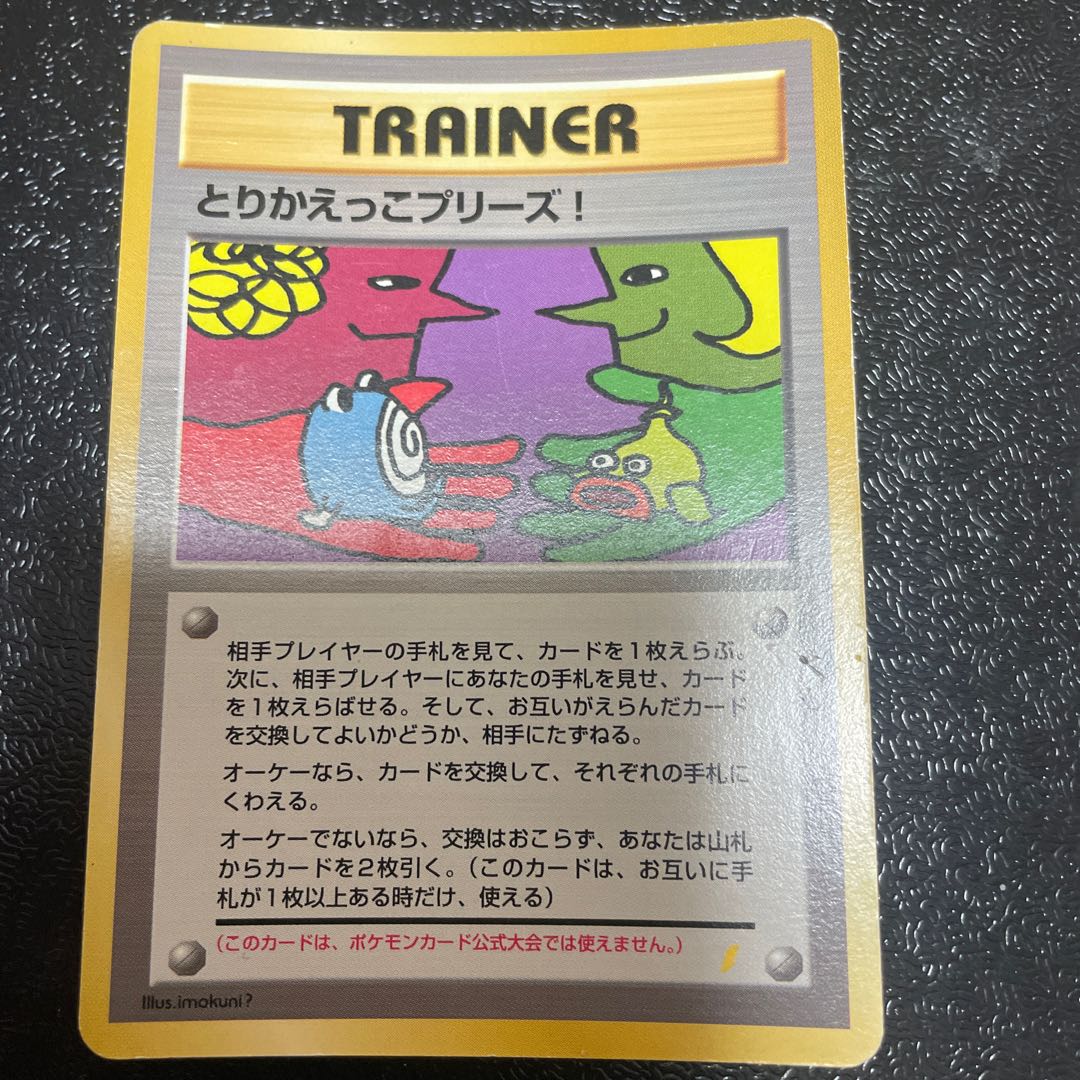 TRAINER
とりかえっこプリーズ！
相手プレイヤーの手札を見て、カードを1枚えらぶ。
次に、相手プレイヤーにあなたの手札を見せ、カード
を1枚えらばせる。そして、お互いがえらんだカード
を交換してよいかどうか、相手にたずねる。
オーケーなら、カードを交換して、それぞれの手札に
くわえる。
オーケーでないなら、交換はおこらず、あなたは山札
からカードを2枚引く。（このカードは、お互いに手
札が1枚以上ある時だけ、使える）
（このカードは、ポケモンカード公式大会では使えません。）
Illus.imakuni?